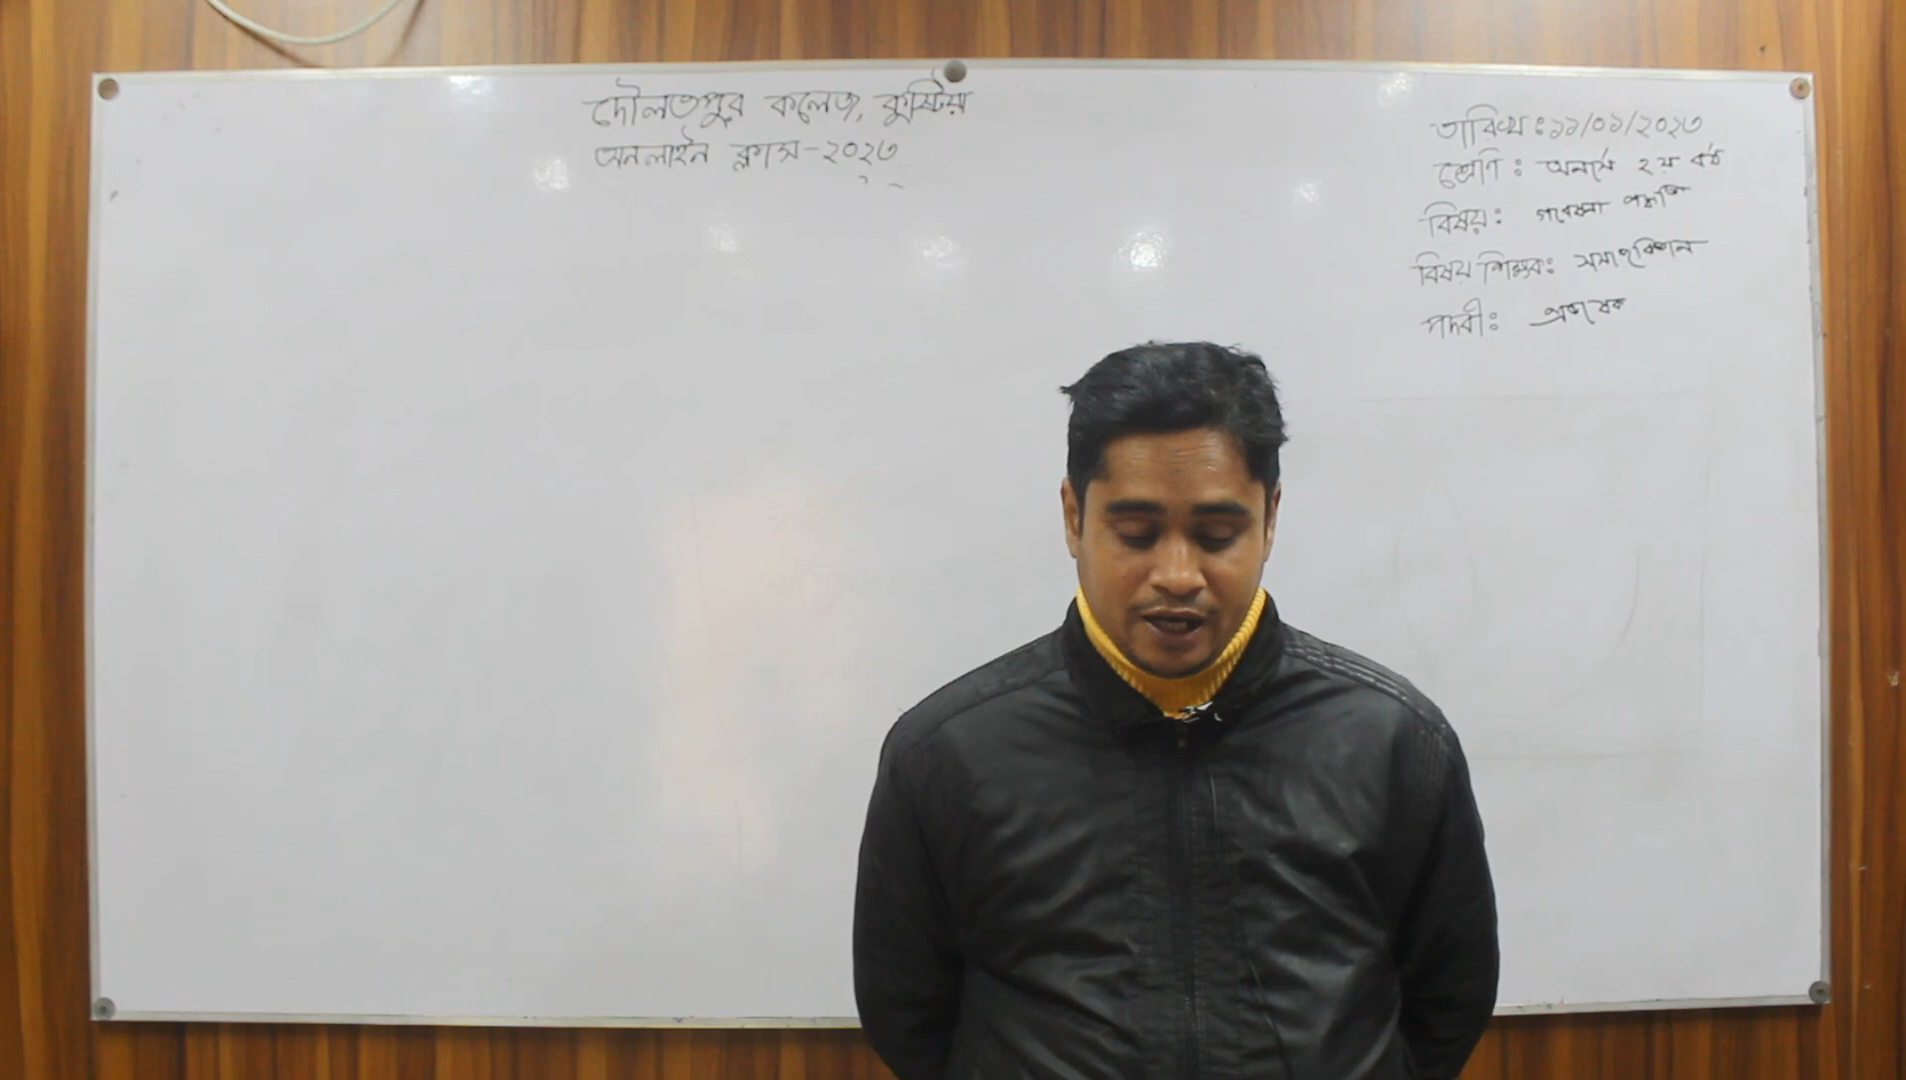 দৌলতপুর কলেজ, কুষ্টিয়া
অনলাইন ক্লাস-২০২৩
তারিখ ঃ ১১/০১/২০২৩
শ্রেণি : অনার্স ২য় বর্ষ
বিষয়ঃ গবেষণা পদ্ধতি
বিষয় শিক্ষকঃ সমাজবিজ্ঞান
পদবীঃ প্রভাষক